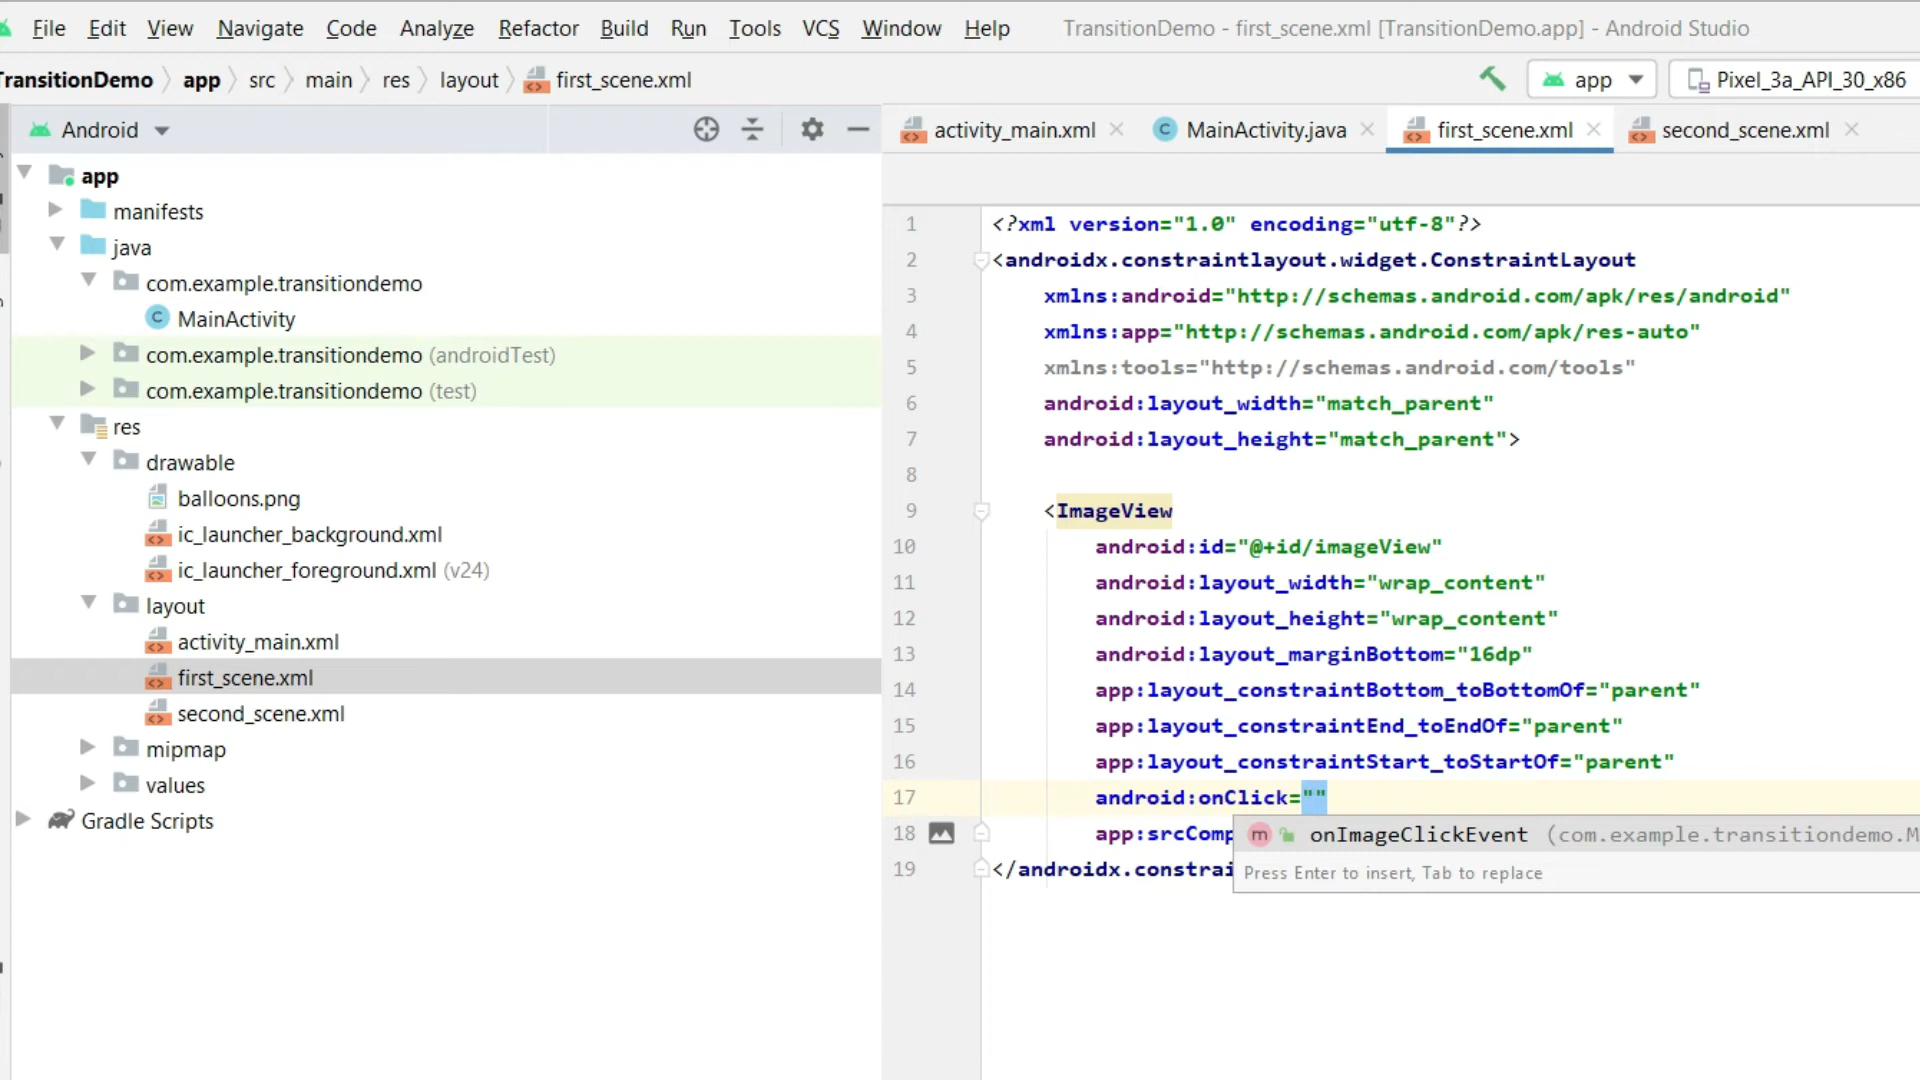 File Edit View Navigate Code Analyze Refactor Build Run Tools VCS Window Help TransitionDemo - first_scene.xml [TransitionDemo.app] - Android Studio
TransitionDemo app src main res layout first_scene.xml app Pixel_3a_API_30_x86
Android
activity_main.xml MainActivity.java first_scene.xml second_scene.xml
app
manifests
java
com.example.transitiondemo
MainActivity
com.example.transitiondemo (androidTest)
com.example.transitiondemo (test)
res
drawable
balloons.png
ic_launcher_background.xml
ic_launcher_foreground.xml (v24)
layout
activity_main.xml
first_scene.xml
second_scene.xml
mipmap
values
Gradle Scripts
1 <?xml version="1.0" encoding="utf-8"?>
2 <androidx.constraintlayout.widget.ConstraintLayout
3 xmlns:android="http://schemas.android.com/apk/res/android"
4 xmlns:app="http://schemas.android.com/apk/res-auto"
5 xmlns:tools="http://schemas.android.com/tools"
6 android:layout_width="match_parent"
7 android:layout_height="match_parent">
8
9 <ImageView
10 android:id="@+id/imageView"
11 android:layout_width="wrap_content"
12 android:layout_height="wrap_content"
13 android:layout_marginBottom="16dp"
14 app:layout_constraintBottom_toBottomOf="parent"
15 app:layout_constraintEnd_toEndOf="parent"
16 app:layout_constraintStart_toStartOf="parent"
17 android:onClick=""
18 app:srcComp
19 </androidx.constrai
m onImageClickEvent (com.example.transitiondemo.M
Press Enter to insert, Tab to replace